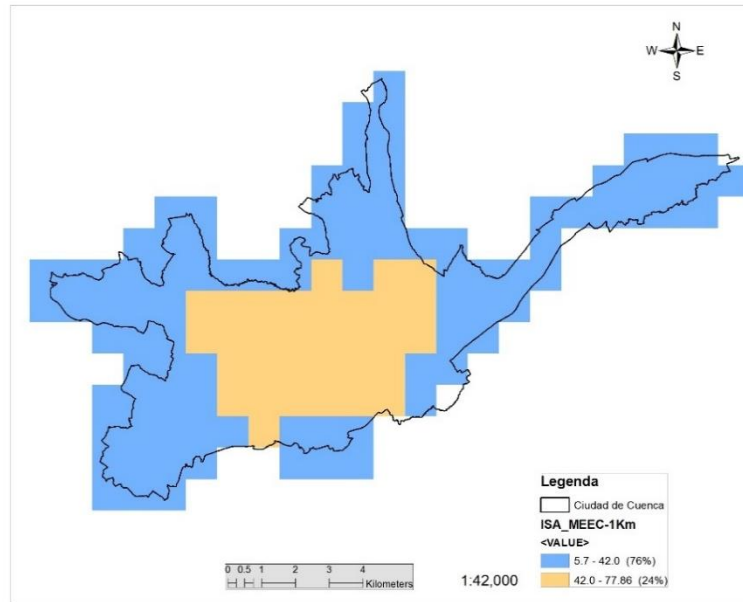 N
W E
S
Legenda
Ciudad de Cuenca
ISA_MEEC-1Km
<VALUE>
5.7 - 42.0 (76%)
42.0 - 77.86 (24%)
0 0.5 1 2 3 4
Kilometers
1:42,000